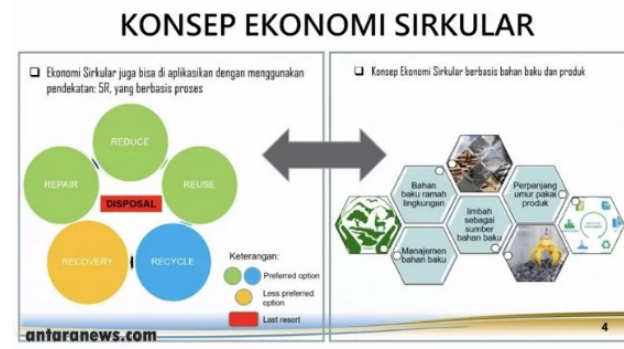 KONSEP EKONOMI SIRKULAR
Ekonomi Sirkular juga bisa di aplikasikan dengan menggunakan
pendekatan: 5R, yang berbasis proses
REDUCE
REPAIR
REUSE
DISPOSAL
RECOVERY
RECYCLE
Keterangan:
Preferred option
Less preferred
option
Last resort
Konsep Ekonomi Sirkular berbasis bahan baku dan produk
Bahan
baku ramah
lingkungan
Perpanjang
umur pakai
produk
limbah
sebagai
sumber
bahan baku
Manajemen
bahan baku
4
antaranews.com